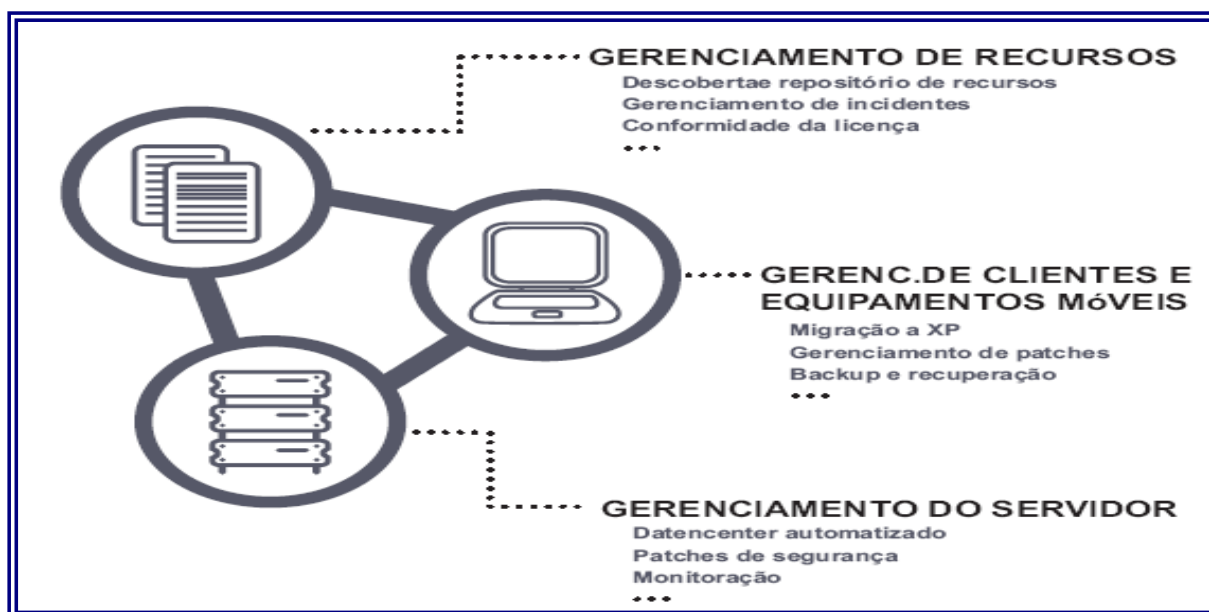 GERENCIAMENTO DE RECURSOS
Descobertae repositório de recursos
Gerenciamento de incidentes
Conformidade da licença
...
GERENC.DE CLIENTES E
EQUIPAMENTOS MóVEIS
Migração a XP
Gerenciamento de patches
Backup e recuperação
...
GERENCIAMENTO DO SERVIDOR
Datencenter automatizado
Patches de segurança
Monitoração
...